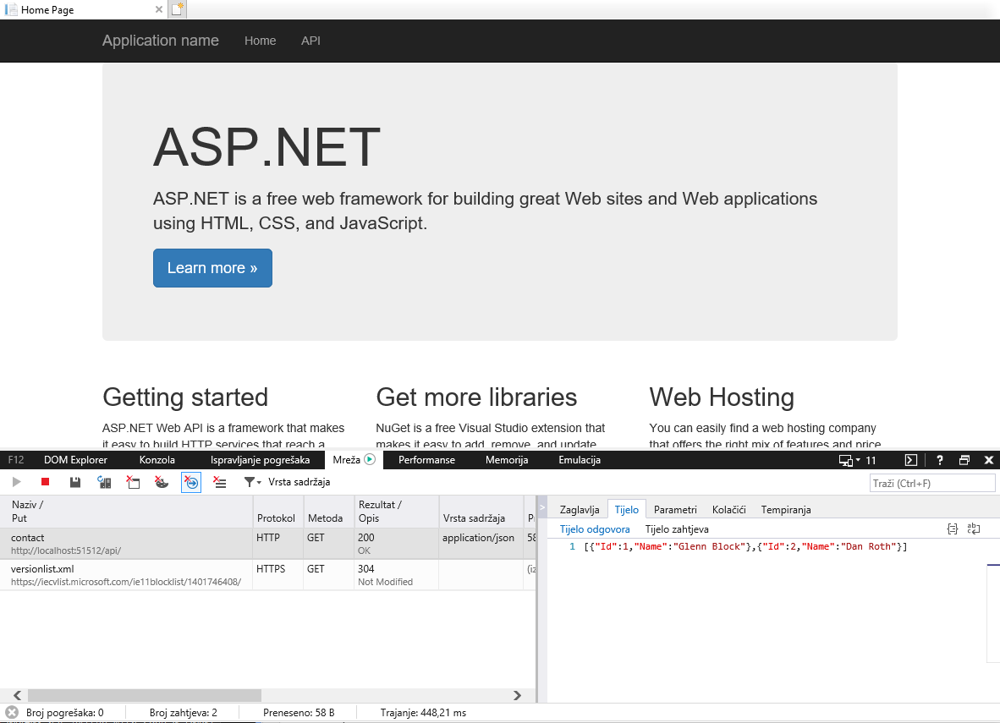 Home Page
Application name Home API
ASP.NET
ASP.NET is a free web framework for building great Web sites and Web applications
using HTML, CSS, and JavaScript.
Learn more »
Getting started
ASP.NET Web API is a framework that makes
it easy to build HTTP services that reach a
Get more libraries
NuGet is a free Visual Studio extension that
makes it easy to add, remove, and update
Web Hosting
You can easily find a web hosting company
that offers the right mix of features and price
F12 DOM Explorer Konzola Ispravljanje pogrešaka Mreža Performanse Memorija Emulacija 11 ?
Vrsta sadržaja
Traži (Ctrl+F)
Naziv /
Put
Protokol
Metoda
Rezultat /
Opis
Vrsta sadržaja
contact HTTP GET 200 application/json 58
http://localhost:51512/api/ OK
versionlist.xml HTTPS GET 304 (iz
https://iecvlist.microsoft.com/ie11blocklist/1401746408/ Not Modified
Zaglavlja Tijelo Parametri Kolačići Tempiranja
Tijelo odgovora Tijelo zahtjeva
1 [{"Id":1,"Name":"Glenn Block"},{"Id":2,"Name":"Dan Roth"}]
Broj pogrešaka: 0 Broj zahtjeva: 2 Preneseno: 58 B Trajanje: 448,21 ms